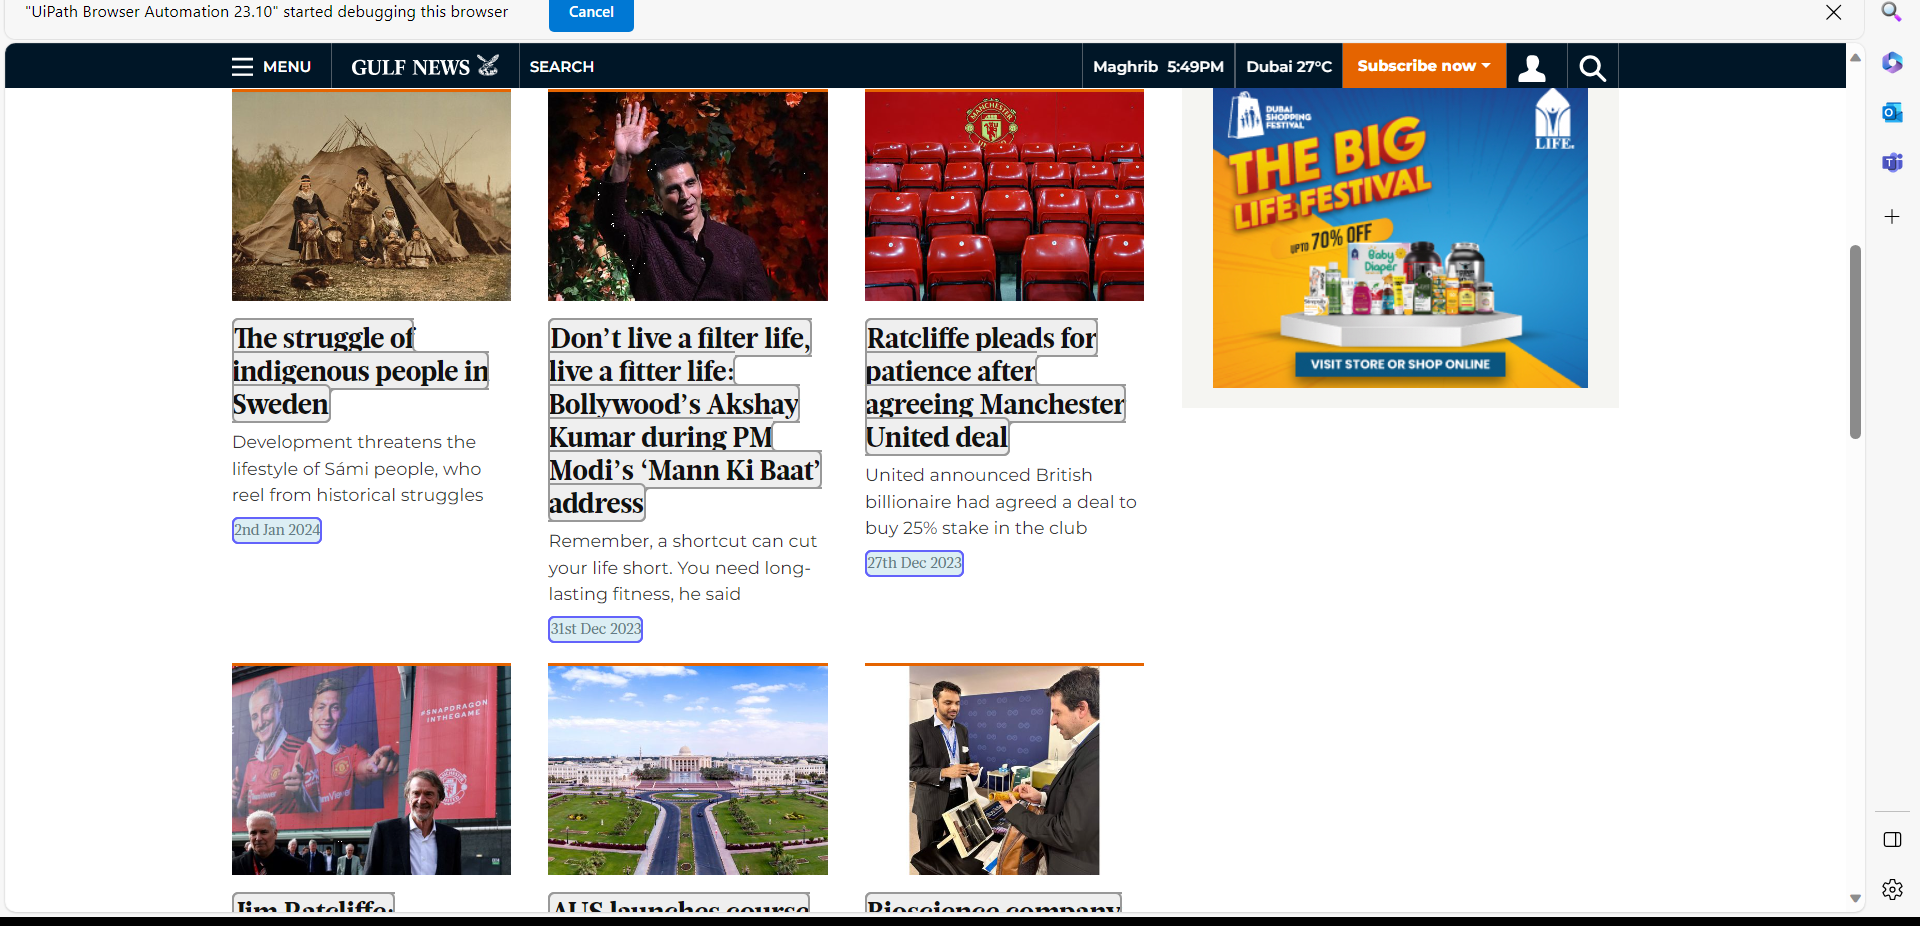 "UiPath Browser Automation 23.10" started debugging this browser
Cancel
MENU
GULF NEWS
SEARCH
Maghrib 5:49PM
Dubai 27°C
Subscribe now
MANCHESTER
The struggle of
indigenous people in
Sweden
Development threatens the
lifestyle of Sámi people, who
reel from historical struggles
2nd Jan 2024
Don’t live a filter life,
live a fitter life:
Bollywood’s Akshay
Kumar during PM
Modi’s ‘Mann Ki Baat’
address
Remember, a shortcut can cut
your life short. You need long-
lasting fitness, he said
31st Dec 2023
Ratcliffe pleads for
patience after
agreeing Manchester
United deal
United announced British
billionaire had agreed a deal to
buy 25% stake in the club
27th Dec 2023
DUBAI
SHOPPING
FESTIVAL
LIFE.
THE BIG
LIFE FESTIVAL
UPTO 70% OFF
Baby
Diaper
VISIT STORE OR SHOP ONLINE
#SNAPDRAGON
INTHEGAME
Jim Ratcliffe:
AUS launches course
Bioscience company